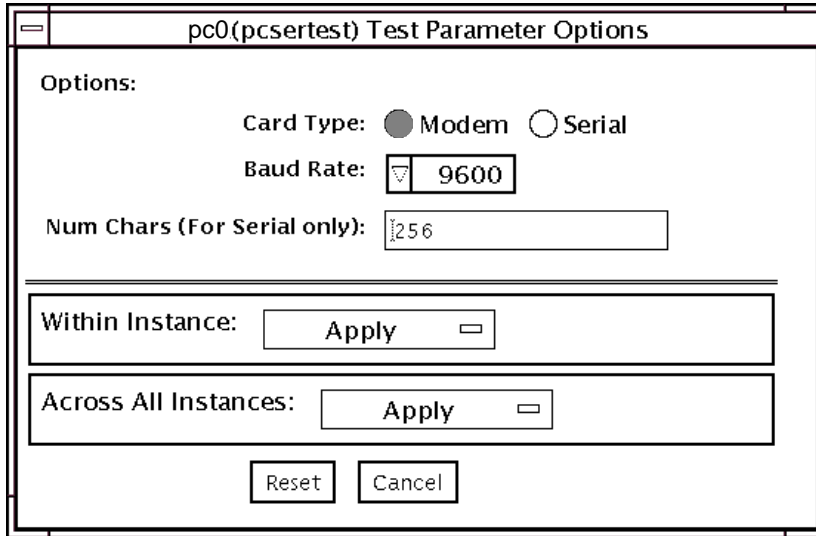 pc0(pcsertest) Test Parameter Options
Options:
Card Type: Modem Serial
Baud Rate: 9600
Num Chars (For Serial only): 256
Within Instance: Apply
Across All Instances: Apply
Reset Cancel